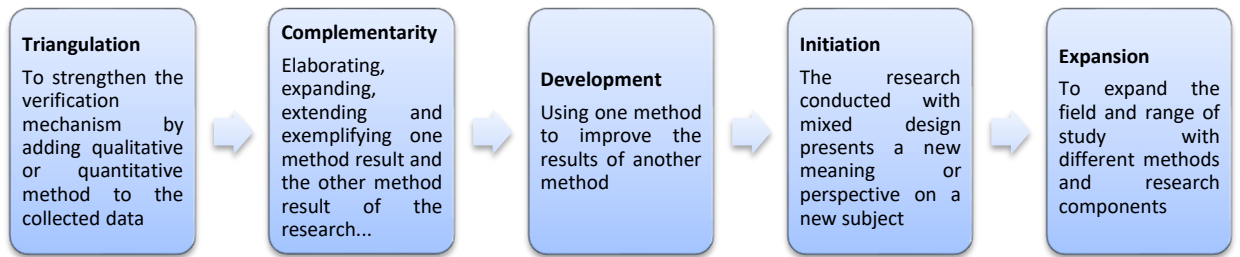 Triangulation
To strengthen the
verification
mechanism by
adding qualitative
or quantitative
method to the
collected data
Complementarity
Elaborating,
expanding,
extending and
exemplifying one
method result and
the other method
result of the
research...
Development
Using one method
to improve the
results of another
method
Initiation
The research
conducted with
mixed design
presents a new
meaning or
perspective on a
new subject
Expansion
To expand the
field and range of
study with
different methods
and research
components